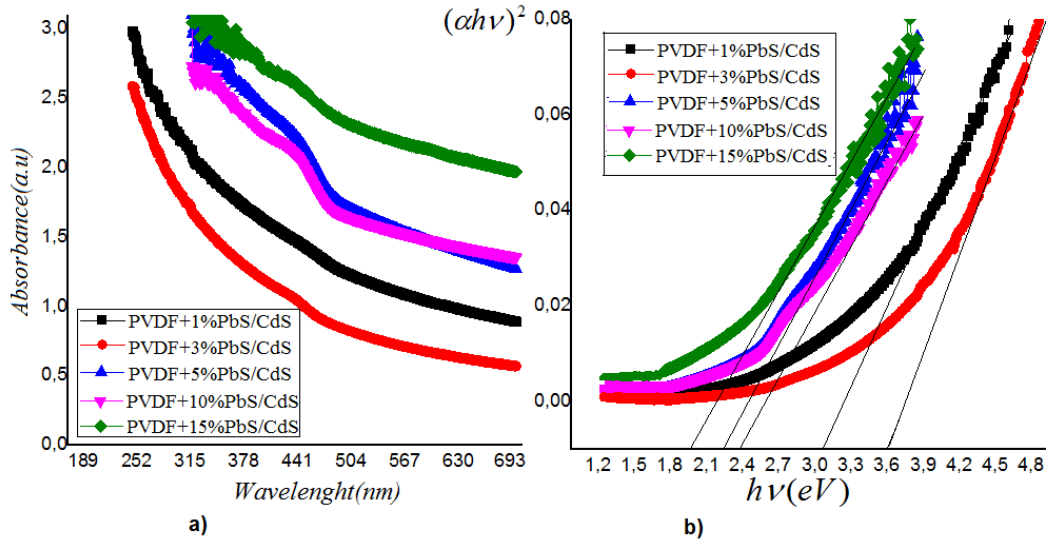 3,0
2,5
2,0
1,5
1,0
0,5
0,0
Absorbance(a.u)
PVDF+1%PbS/CdS
PVDF+3%PbS/CdS
PVDF+5%PbS/CdS
PVDF+10%PbS/CdS
PVDF+15%PbS/CdS
189 252 315 378 441 504 567 630 693
Wavelenght(nm)
a)
(αhν)²
0,08
0,06
0,04
0,02
0,00
PVDF+1%PbS/CdS
PVDF+3%PbS/CdS
PVDF+5%PbS/CdS
PVDF+10%PbS/CdS
PVDF+15%PbS/CdS
1,2 1,5 1,8 2,1 2,4 2,7 3,0 3,3 3,6 3,9 4,2 4,5 4,8
hν(eV)
b)